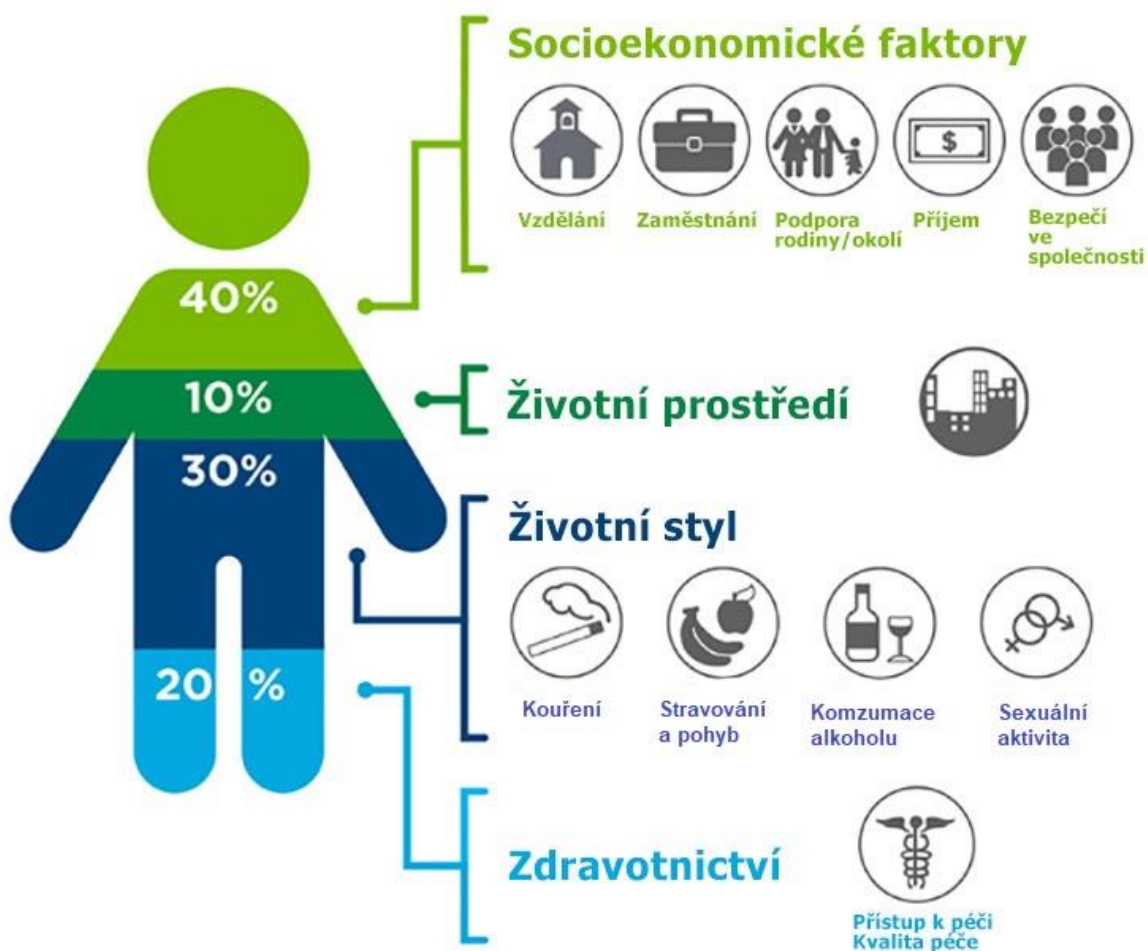 Socioekonomické faktory
$
Vzdělání
Zaměstnání
Podpora
rodiny/okolí
Příjem
Bezpečí
ve
společnosti
40%
10%
Životní prostředí
30%
Životní styl
Kouření
Stravování
a pohyb
Komzumace
alkoholu
Sexuální
aktivita
20 %
Zdravotnictví
Přístup k péči
Kvalita péče